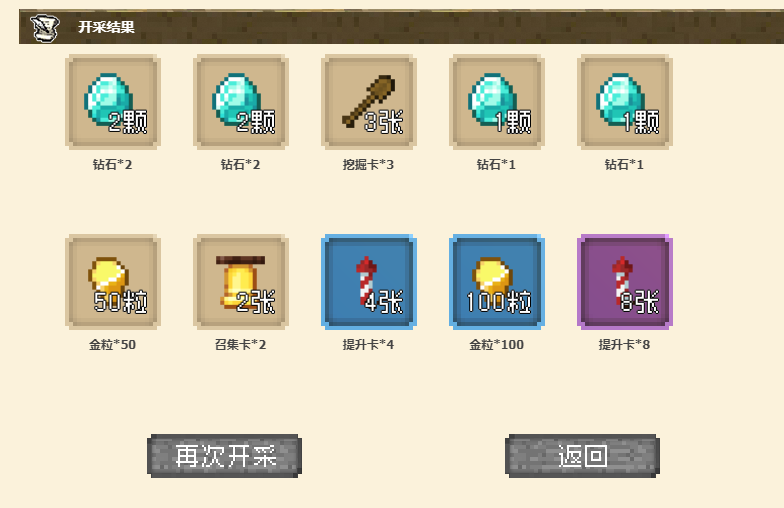 开采结果
2颗
2颗
3张
1颗
1颗
钻石*2
钻石*2
挖掘卡*3
钻石*1
钻石*1
50粒
2张
4张
100粒
8张
金粒*50
召集卡*2
提升卡*4
金粒*100
提升卡*8
再次开采
返回